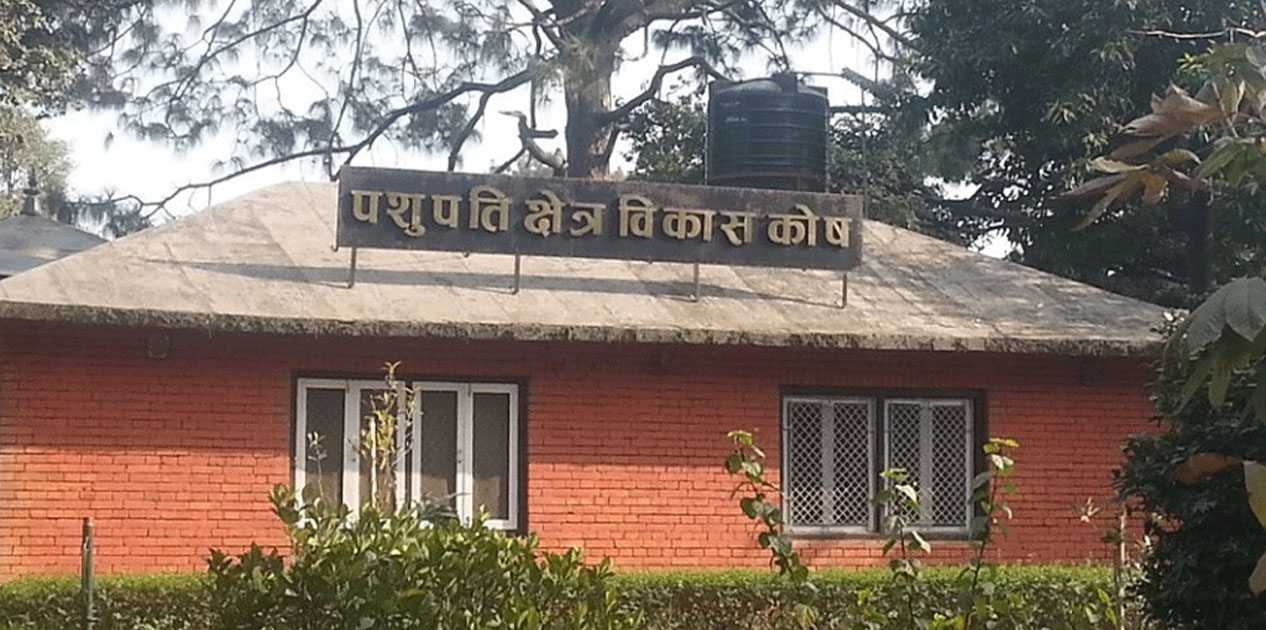 पशुपति क्षेत्र विकास कोष